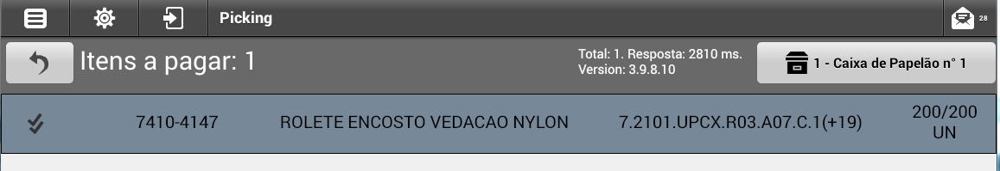 Picking
28
Itens a pagar: 1
Total: 1. Resposta: 2810 ms.
Version: 3.9.8.10
1 - Caixa de Papelão n° 1
7410-4147 ROLETE ENCOSTO VEDACAO NYLON 7.2101.UPCX.R03.A07.C.1(+19) 200/200
UN